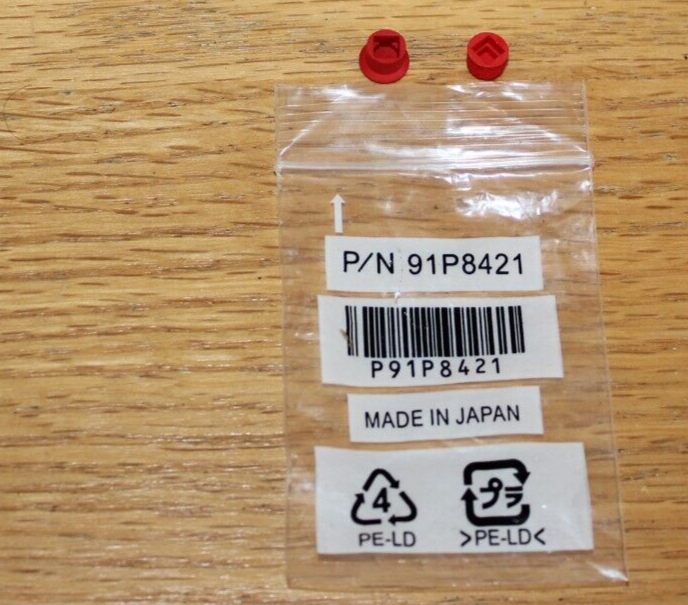 P/N 91P8421
P91P8421
MADE IN JAPAN
4
PE-LD
プラ
>PE-LD<